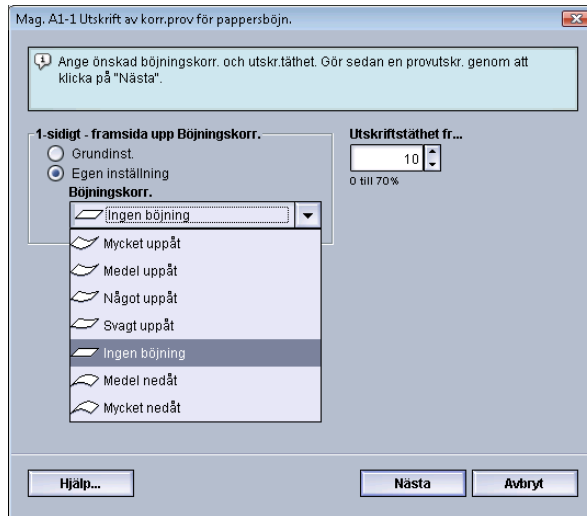 Mag. A1-1 Utskrift av korr.prov för pappersböjn.
Ange önskad böjningskorr. och utskr.täthet. Gör sedan en provutskr. genom att
klicka på "Nästa".
1-sidigt - framsida upp Böjningskorr.
Utskriftstäthet fr...
Grundinst.
10
Egen inställning
0 till 70%
Böjningskorr.
Ingen böjning
Mycket uppåt
Medel uppåt
Något uppåt
Svagt uppåt
Ingen böjning
Medel nedåt
Mycket nedåt
Hjälp...
Nästa
Avbryt